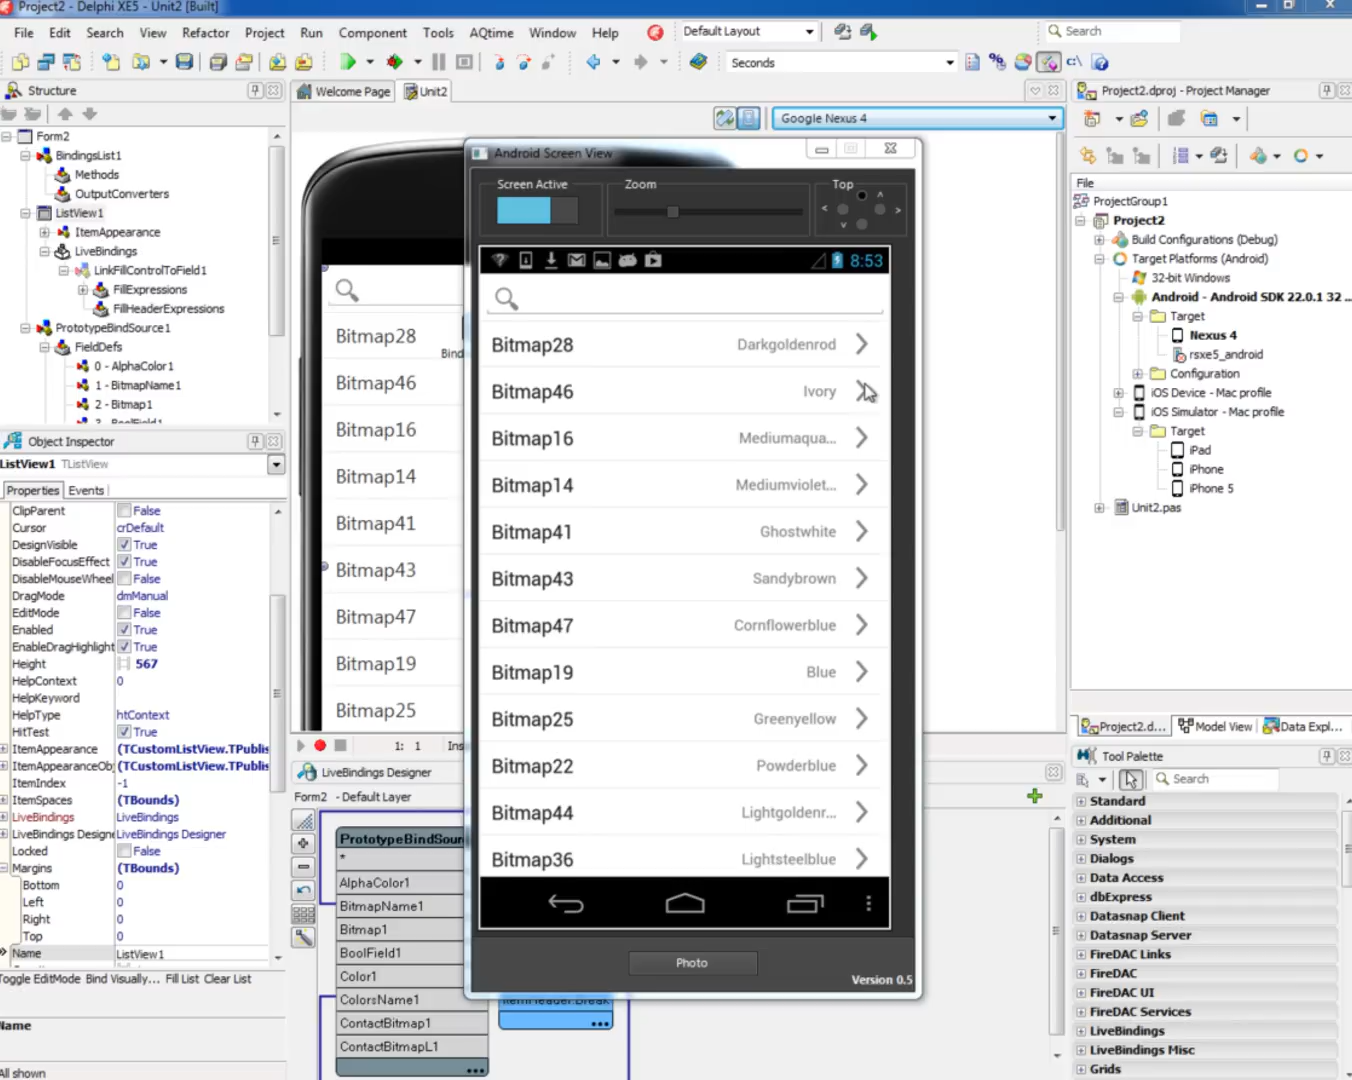 Project2 - Delphi XE5 - Unit2 [Built]
File Edit Search View Refactor Project Run Component Tools AQtime Window Help
Default Layout
Search
Seconds
Structure
Form2
BindingsList1
Methods
OutputConverters
ListView1
ItemAppearance
LiveBindings
LinkFillControlToField1
FillExpressions
FillHeaderExpressions
PrototypeBindSource1
FieldDefs
0 - AlphaColor1
1 - BitmapName1
2 - Bitmap1
3 - BoolField1
Object Inspector
ListView1 TListView
Properties Events
ClipParent False
Cursor crDefault
DesignVisible True
DisableFocusEffect True
DisableMouseWheel False
DragMode dmManual
EditMode False
Enabled True
EnableDragHighlight True
Height 567
HelpContext 0
HelpKeyword
HelpType htContext
HitTest True
ItemAppearance (TCustomListView.TPublis
ItemAppearanceOb (TCustomListView.TPublis
ItemIndex -1
ItemSpaces (TBounds)
LiveBindings LiveBindings
LiveBindings Designe LiveBindings Designer
Locked False
Margins (TBounds)
Bottom 0
Left 0
Right 0
Top 0
Name ListView1
Toggle EditMode Bind Visually... Fill List Clear List
Name
All shown
Welcome Page Unit2
Google Nexus 4
Bitmap28
Bind
Bitmap46
Bitmap16
Bitmap14
Bitmap41
Bitmap43
Bitmap47
Bitmap19
Bitmap25
1: 1 Ins
Android Screen View
Screen Active Zoom Top
8:53
Bitmap28 Darkgoldenrod
Bitmap46 Ivory
Bitmap16 Mediumaqua...
Bitmap14 Mediumviolet...
Bitmap41 Ghostwhite
Bitmap43 Sandybrown
Bitmap47 Cornflowerblue
Bitmap19 Blue
Bitmap25 Greenyellow
Bitmap22 Powderblue
Bitmap44 Lightgoldenr...
Bitmap36 Lightsteelblue
Photo
Version 0.5
LiveBindings Designer
Form2 - Default Layer
PrototypeBindSour
*
AlphaColor1
BitmapName1
Bitmap1
BoolField1
Color1
ColorsName1
ContactBitmap1
ContactBitmapL1
ItemHeader.Break
Project2.dproj - Project Manager
File
ProjectGroup1
Project2
Build Configurations (Debug)
Target Platforms (Android)
32-bit Windows
Android - Android SDK 22.0.1 32 ...
Target
Nexus 4
rsxe5_android
Configuration
iOS Device - Mac profile
iOS Simulator - Mac profile
Target
iPad
iPhone
iPhone 5
Unit2.pas
Project2.d... Model View Data Expl...
Tool Palette
Search
Standard
Additional
System
Dialogs
Data Access
dbExpress
Datasnap Client
Datasnap Server
FireDAC Links
FireDAC
FireDAC UI
FireDAC Services
LiveBindings
LiveBindings Misc
Grids